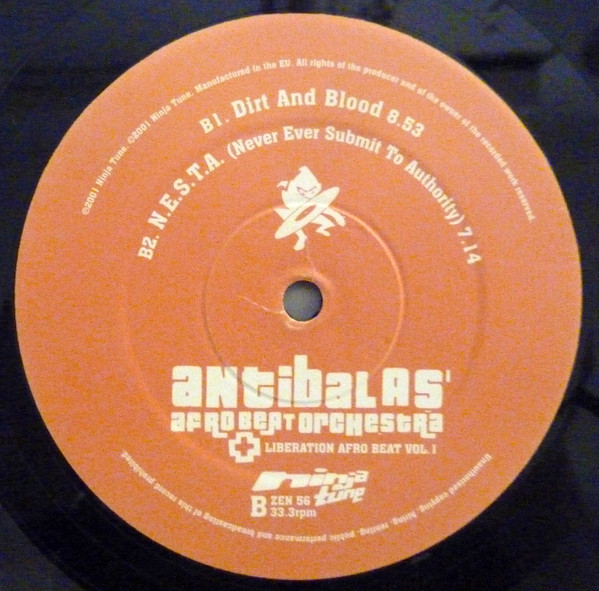 ©2001 Ninja Tune. ©2001 Ninja Tune. Manufactured in the EU. All rights of the producer and of the owner of the recorded work reserved.
B1. Dirt And Blood 8.53
B2. N.E.S.T.A. (Never Ever Submit To Authority) 7.14
antibalas'
afrobeat orchestra
LIBERATION AFRO BEAT VOL.1
ninja tune
B ZEN 56
33.3rpm
Unauthorised copying, hiring, renting, public performance and broadcasting of this record prohibited.